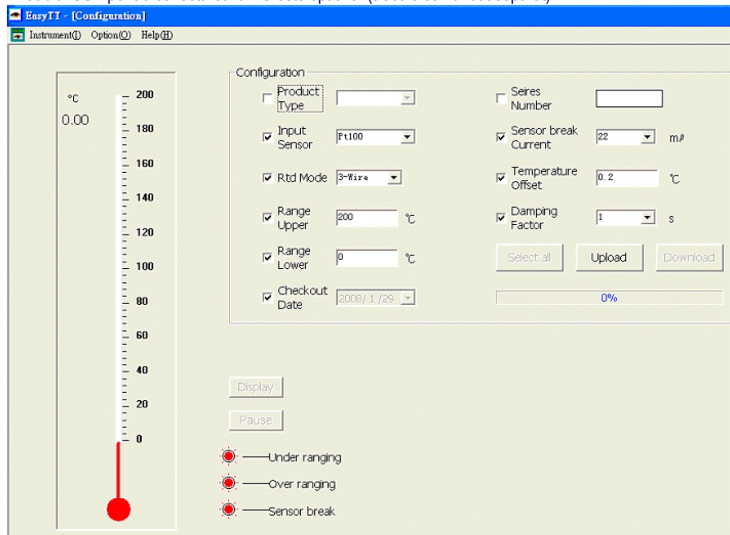 EasyTT - [Configuration]
Instrument(I) Option(O) Help(H)
°C
0.00
200
180
160
140
120
100
80
60
40
20
0
Configuration
Product Type
Input Sensor Pt100
Rtd Mode 3-Wire
Range Upper 200 °C
Range Lower 0 °C
Checkout Date 2008/ 1 /29
Seires Number
Sensor break Current 22 mA
Temperature Offset 0.2 °C
Damping Factor 1 s
Select all Upload Download
0%
Display
Pause
Under ranging
Over ranging
Sensor break